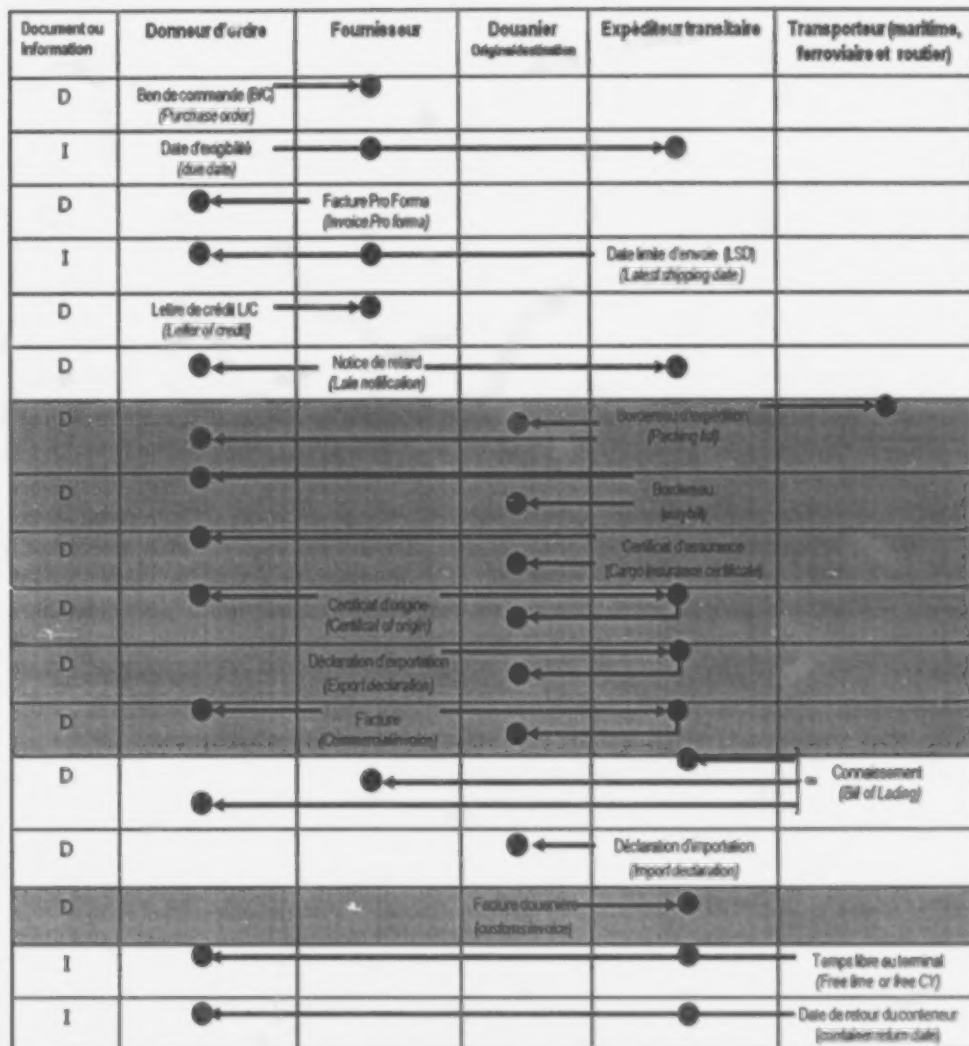 Document ou Information
Donneur d'ordre
Fournisseur
Douanier
Origine/destination
Expéditeur transitaire
Transporteur (maritime, ferroviaire et routier)
D
Bon de commande (B/C)
(Purchase order)
I
Date d'exigibilité
(due date)
D
Facture Pro Forma
(Invoice Pro forma)
I
Date limite d'envoie (LSD)
(Latest shipping date)
D
Lettre de crédit L/C
(Letter of credit)
D
Notice de retard
(Late notification)
D
Bordereau d'expédition
(Packing list)
D
Bordereau
(waybill)
D
Certificat d'assurance
(Cargo insurance certificate)
D
Certificat d'origine
(Certificat of origin)
D
Déclaration d'exportation
(Export declaration)
D
Facture
(Commercial invoice)
D
Connaissement
(Bill of Lading)
D
Déclaration d'importation
(Import declaration)
D
Facture douanière
(customs invoice)
I
Temps libre au terminal
(Free time or free CY)
I
Date de retour du conteneur
(container return date)